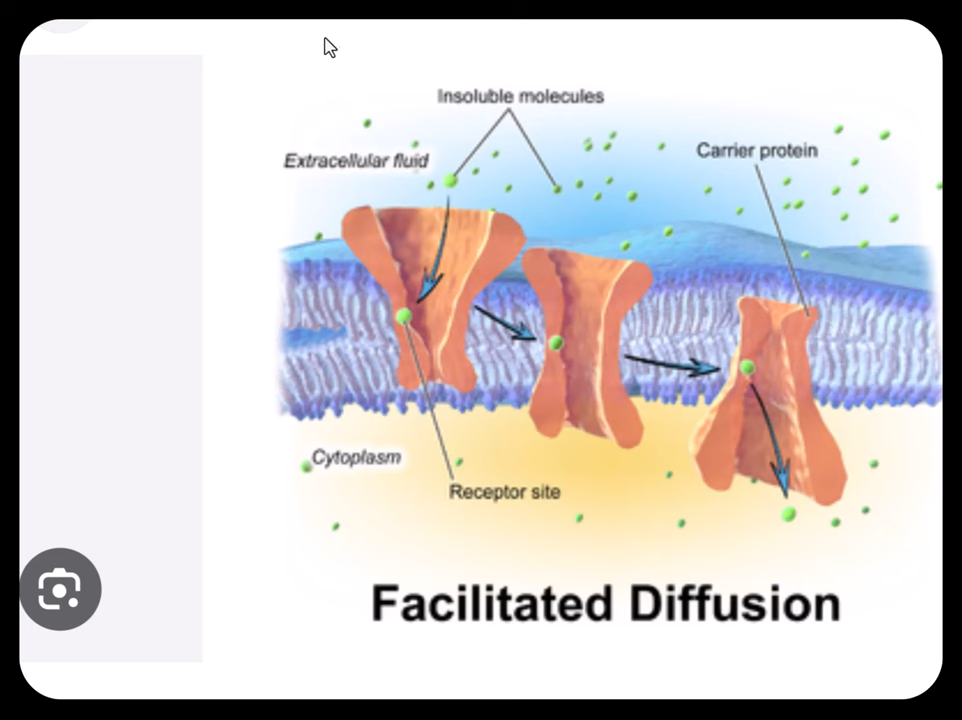 Insoluble molecules
Extracellular fluid
Carrier protein
Cytoplasm
Receptor site
Facilitated Diffusion